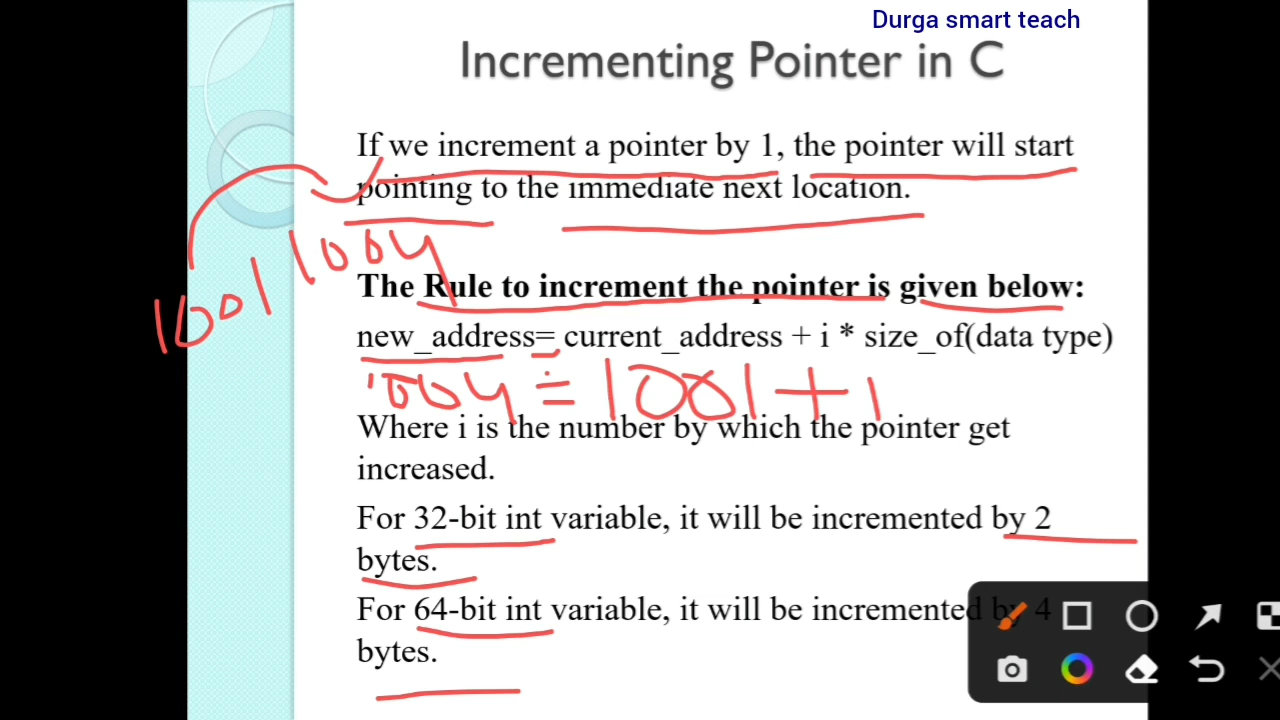 Durga smart teach
Incrementing Pointer in C
If we increment a pointer by 1, the pointer will start
pointing to the immediate next location.
1001 1004
The Rule to increment the pointer is given below:
new_address= current_address + i * size_of(data type)
1004 = 1001 + 1
Where i is the number by which the pointer get
increased.
For 32-bit int variable, it will be incremented by 2
bytes.
For 64-bit int variable, it will be incremented by 4
bytes.